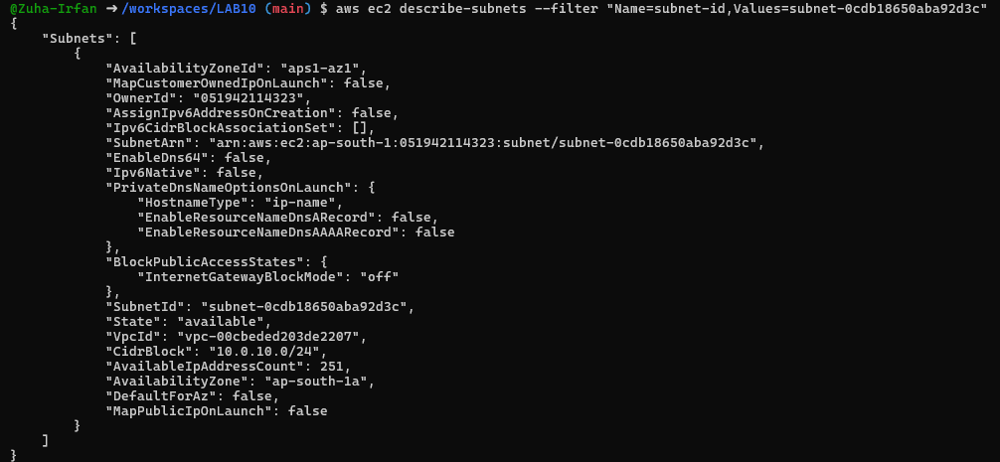 @Zuha-Irfan ➜ /workspaces/LAB10 (main) $ aws ec2 describe-subnets --filter "Name=subnet-id,Values=subnet-0cdb18650aba92d3c"
{
    "Subnets": [
        {
            "AvailabilityZoneId": "aps1-az1",
            "MapCustomerOwnedIpOnLaunch": false,
            "OwnerId": "051942114323",
            "AssignIpv6AddressOnCreation": false,
            "Ipv6CidrBlockAssociationSet": [],
            "SubnetArn": "arn:aws:ec2:ap-south-1:051942114323:subnet/subnet-0cdb18650aba92d3c",
            "EnableDns64": false,
            "Ipv6Native": false,
            "PrivateDnsNameOptionsOnLaunch": {
                "HostnameType": "ip-name",
                "EnableResourceNameDnsARecord": false,
                "EnableResourceNameDnsAAAARecord": false
            },
            "BlockPublicAccessStates": {
                "InternetGatewayBlockMode": "off"
            },
            "SubnetId": "subnet-0cdb18650aba92d3c",
            "State": "available",
            "VpcId": "vpc-00cbeded203de2207",
            "CidrBlock": "10.0.10.0/24",
            "AvailableIpAddressCount": 251,
            "AvailabilityZone": "ap-south-1a",
            "DefaultForAz": false,
            "MapPublicIpOnLaunch": false
        }
    ]
}